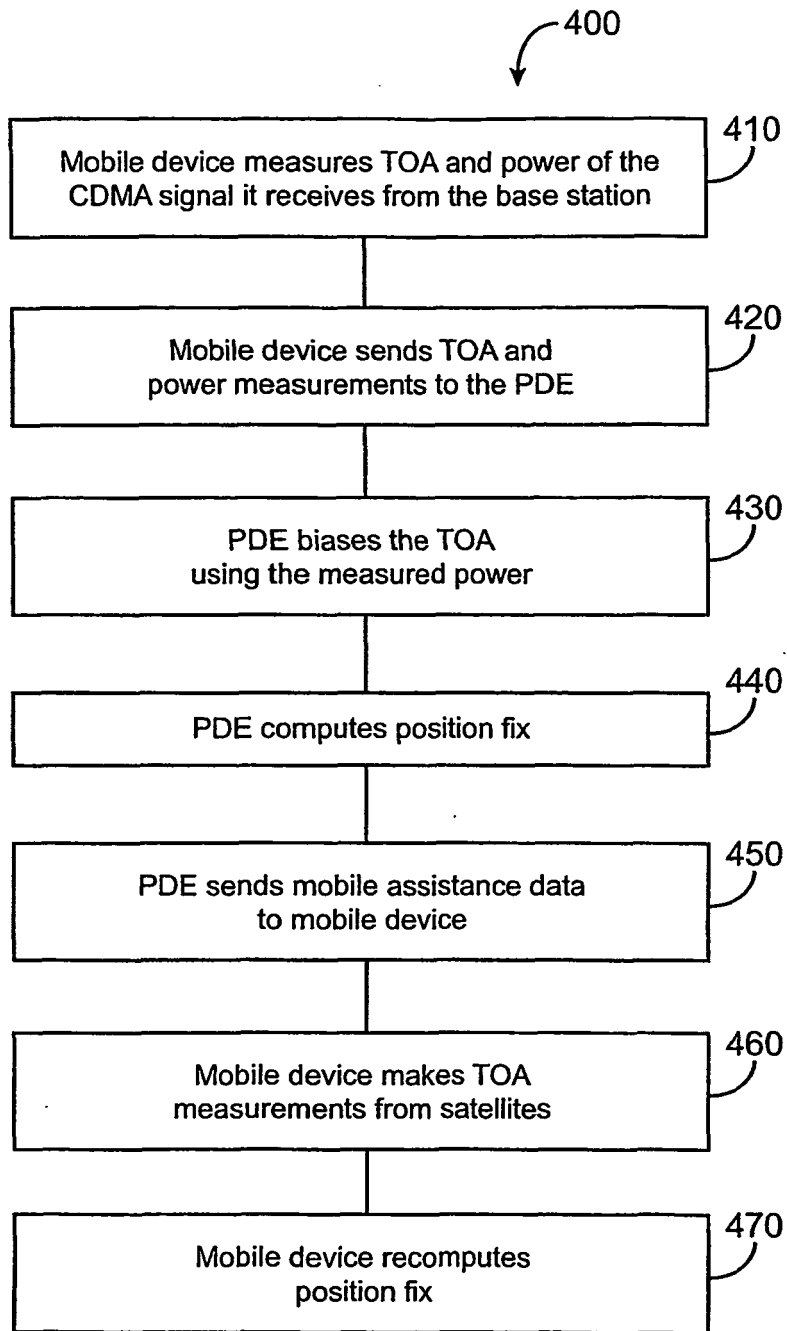 400
410
Mobile device measures TOA and power of the
CDMA signal it receives from the base station
420
Mobile device sends TOA and
power measurements to the PDE
430
PDE biases the TOA
using the measured power
440
PDE computes position fix
450
PDE sends mobile assistance data
to mobile device
460
Mobile device makes TOA
measurements from satellites
470
Mobile device recomputes
position fix